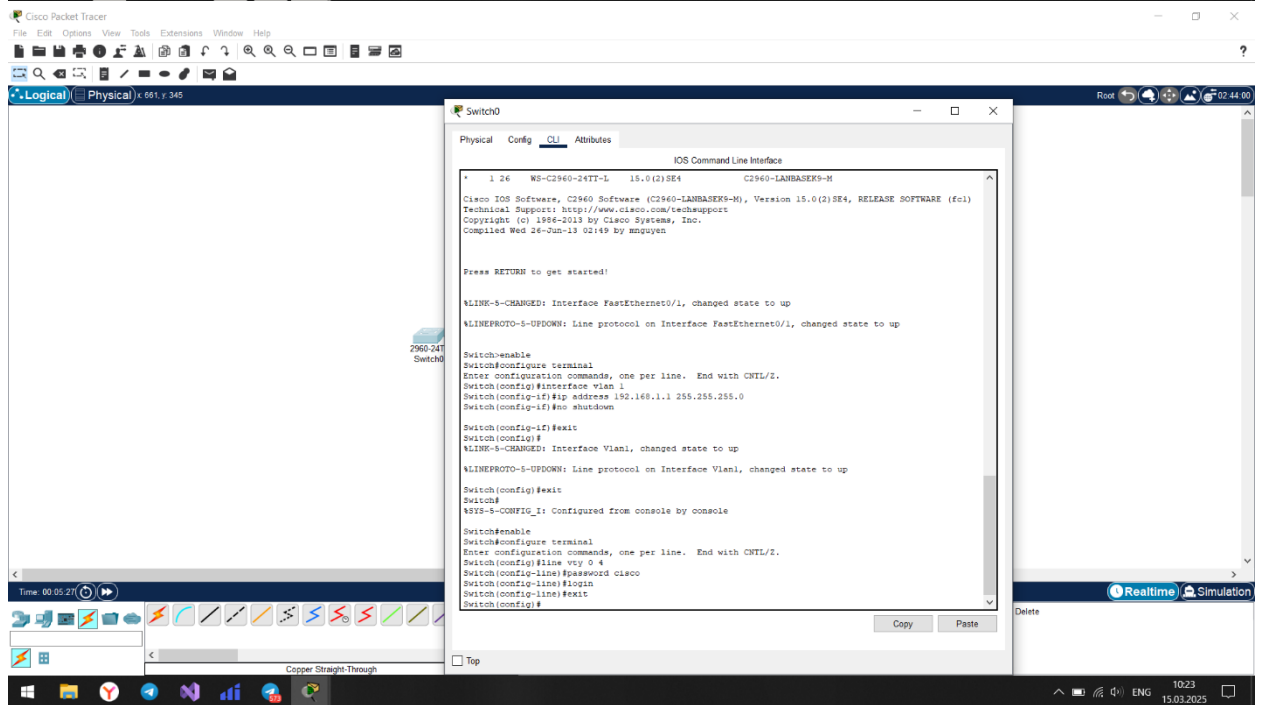 Cisco Packet Tracer
File Edit Options View Tools Extensions Window Help
?
Logical Physical x: 661, y: 345
Root 02:44:00
Switch0
Physical Config CLI Attributes
IOS Command Line Interface
* 1 26 WS-C2960-24TT-L 15.0(2)SE4 C2960-LANBASEK9-M
Cisco IOS Software, C2960 Software (C2960-LANBASEK9-M), Version 15.0(2)SE4, RELEASE SOFTWARE (fc1)
Technical Support: http://www.cisco.com/techsupport
Copyright (c) 1986-2013 by Cisco Systems, Inc.
Compiled Wed 26-Jun-13 02:49 by mnguyen
Press RETURN to get started!
%LINK-5-CHANGED: Interface FastEthernet0/1, changed state to up
%LINEPROTO-5-UPDOWN: Line protocol on Interface FastEthernet0/1, changed state to up
2960-24T
Switch0
Switch>enable
Switch#configure terminal
Enter configuration commands, one per line. End with CNTL/Z.
Switch(config)#interface vlan 1
Switch(config-if)#ip address 192.168.1.1 255.255.255.0
Switch(config-if)#no shutdown
Switch(config-if)#exit
Switch(config)#
%LINK-5-CHANGED: Interface Vlan1, changed state to up
%LINEPROTO-5-UPDOWN: Line protocol on Interface Vlan1, changed state to up
Switch(config)#exit
Switch#
%SYS-5-CONFIG_I: Configured from console by console
Switch#enable
Switch#configure terminal
Enter configuration commands, one per line. End with CNTL/Z.
Switch(config)#line vty 0 4
Switch(config-line)#password cisco
Switch(config-line)#login
Switch(config-line)#exit
Switch(config)#
Copy Paste
Top
Time: 00:05:27
Realtime Simulation
Delete
Copper Straight-Through
573
ENG
10:23
15.03.2025